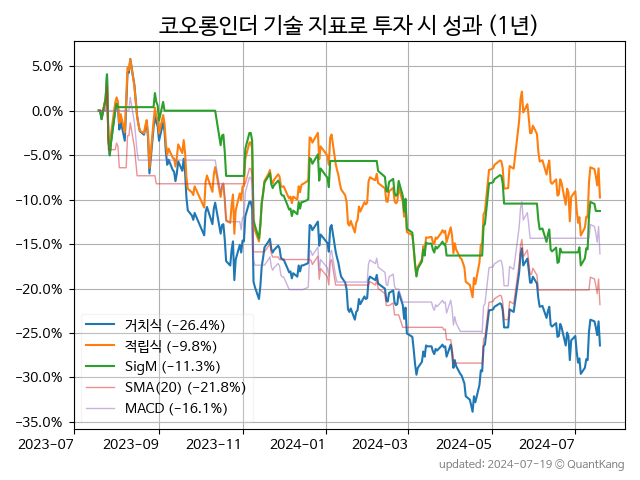 코오롱인더 기술 지표로 투자 시 성과 (1년)
5.0%
0.0%
−5.0%
−10.0%
−15.0%
−20.0%
−25.0%
−30.0%
−35.0%
거치식 (−26.4%)
적립식 (−9.8%)
SigM (−11.3%)
SMA(20) (−21.8%)
MACD (−16.1%)
2023-07 2023-09 2023-11 2024-01 2024-03 2024-05 2024-07
updated: 2024-07-19 © QuantKang